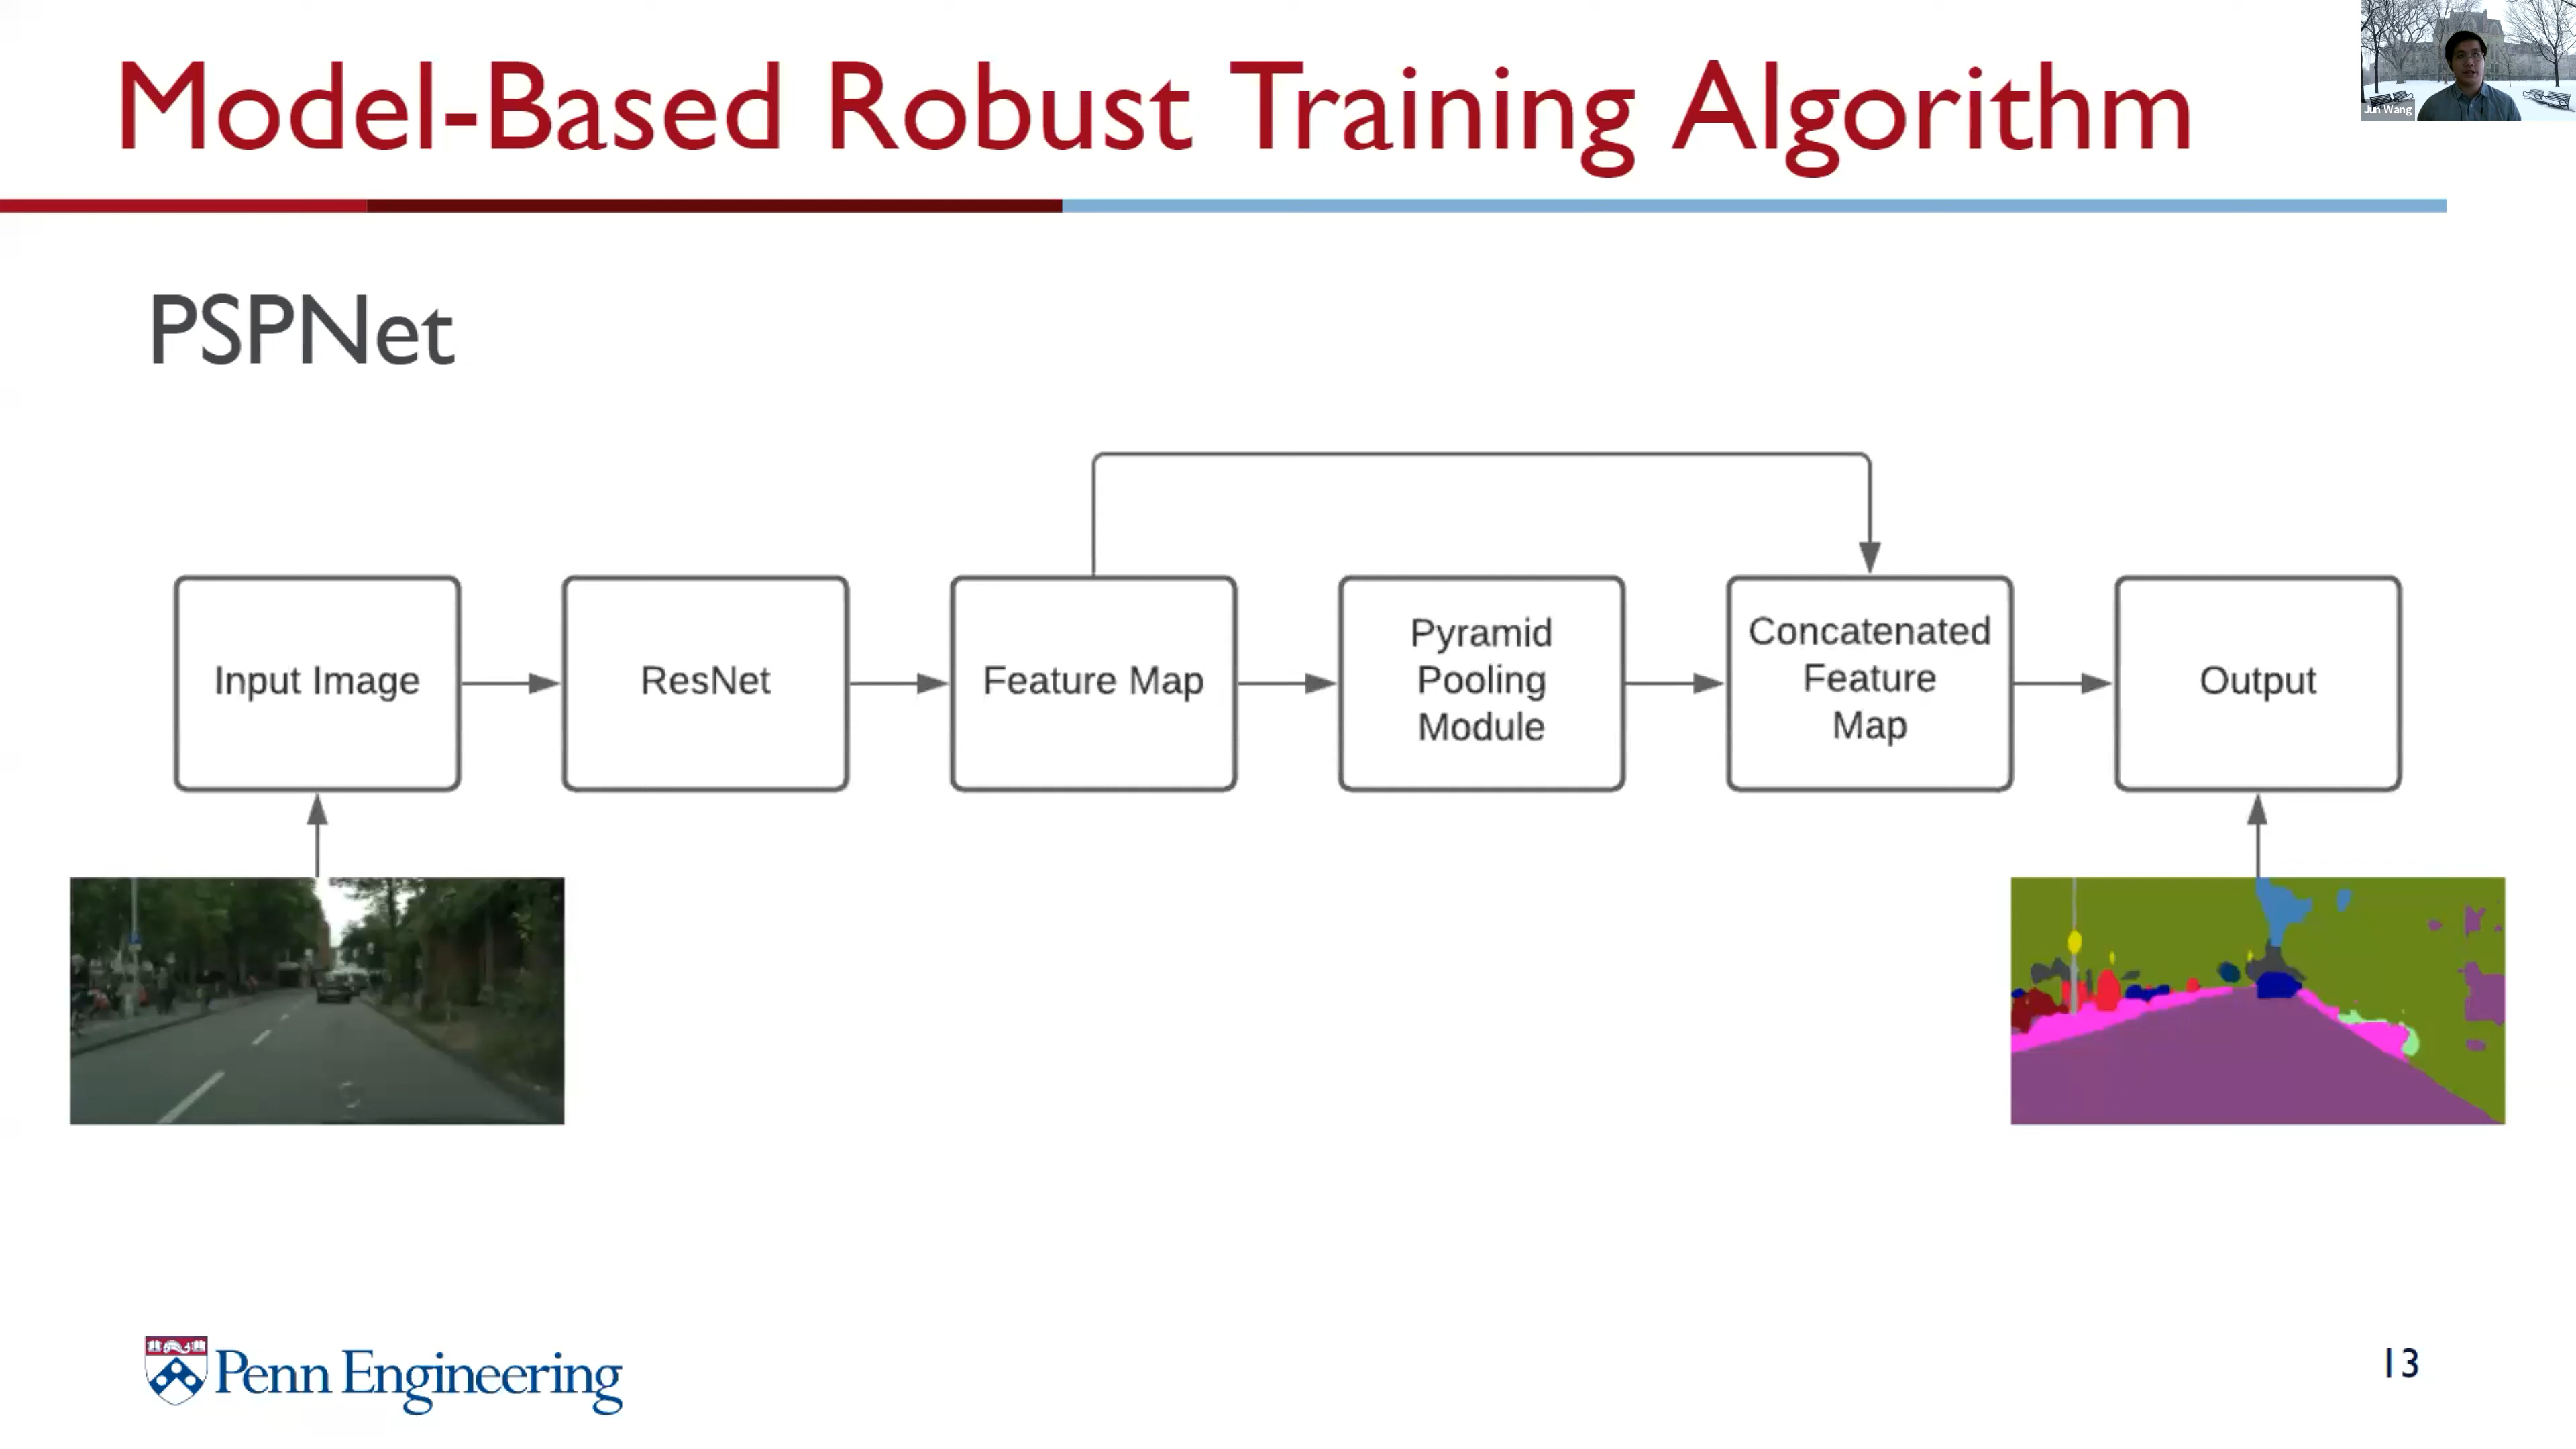 Model-Based Robust Training Algorithm
Jun Wang
PSPNet
Input Image
ResNet
Feature Map
Pyramid
Pooling
Module
Concatenated
Feature
Map
Output
Penn Engineering
13